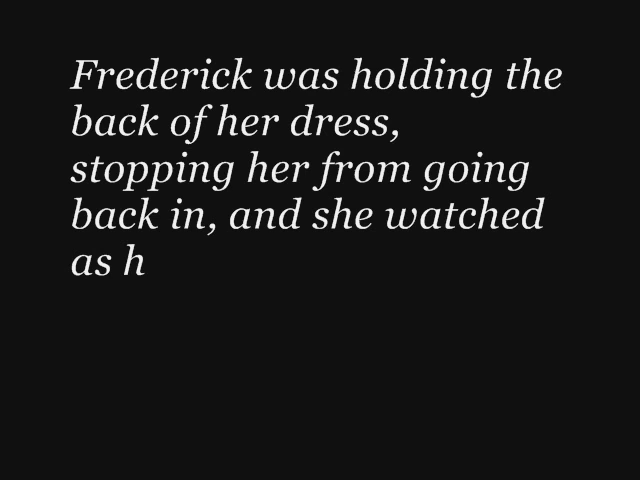 Frederick was holding the
back of her dress,
stopping her from going
back in, and she watched
as h